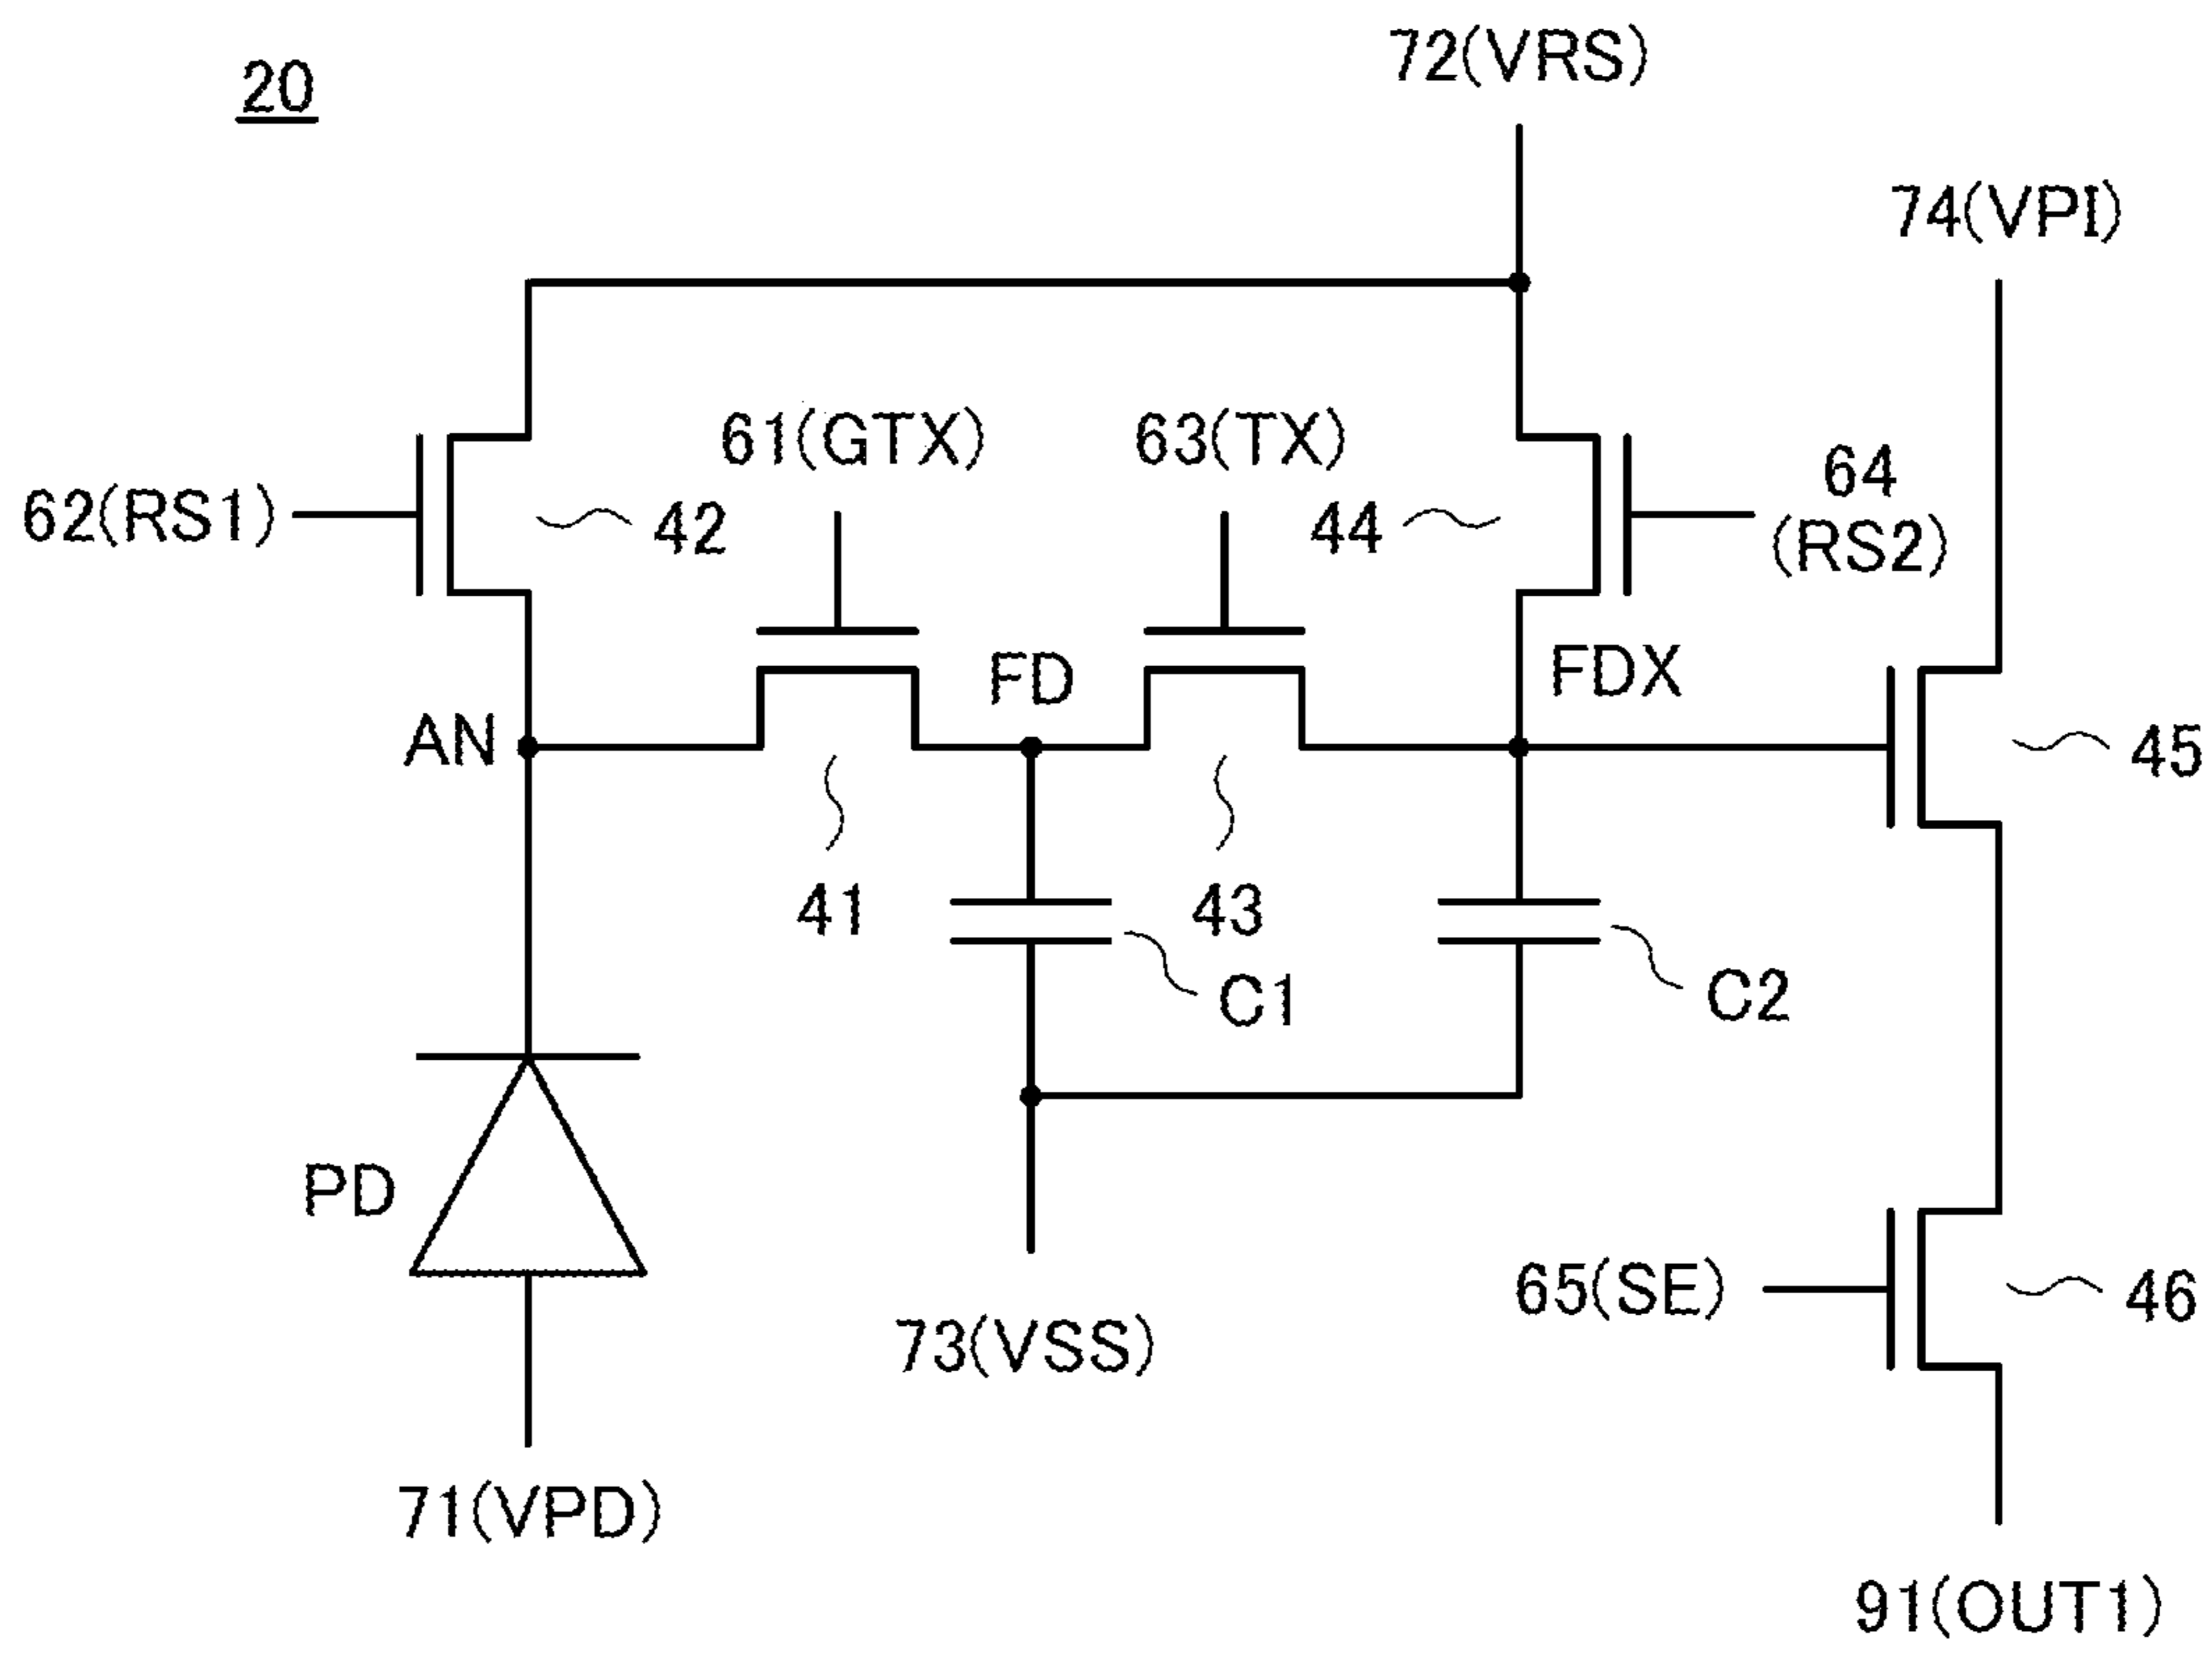 20
72(VRS)
74(VPI)
61(GTX)
63(TX)
62(RS1)
42
44
64
(RS2)
FD
FDX
AN
45
41
43
C1
C2
PD
65(SE)
46
73(VSS)
71(VPD)
91(OUT1)